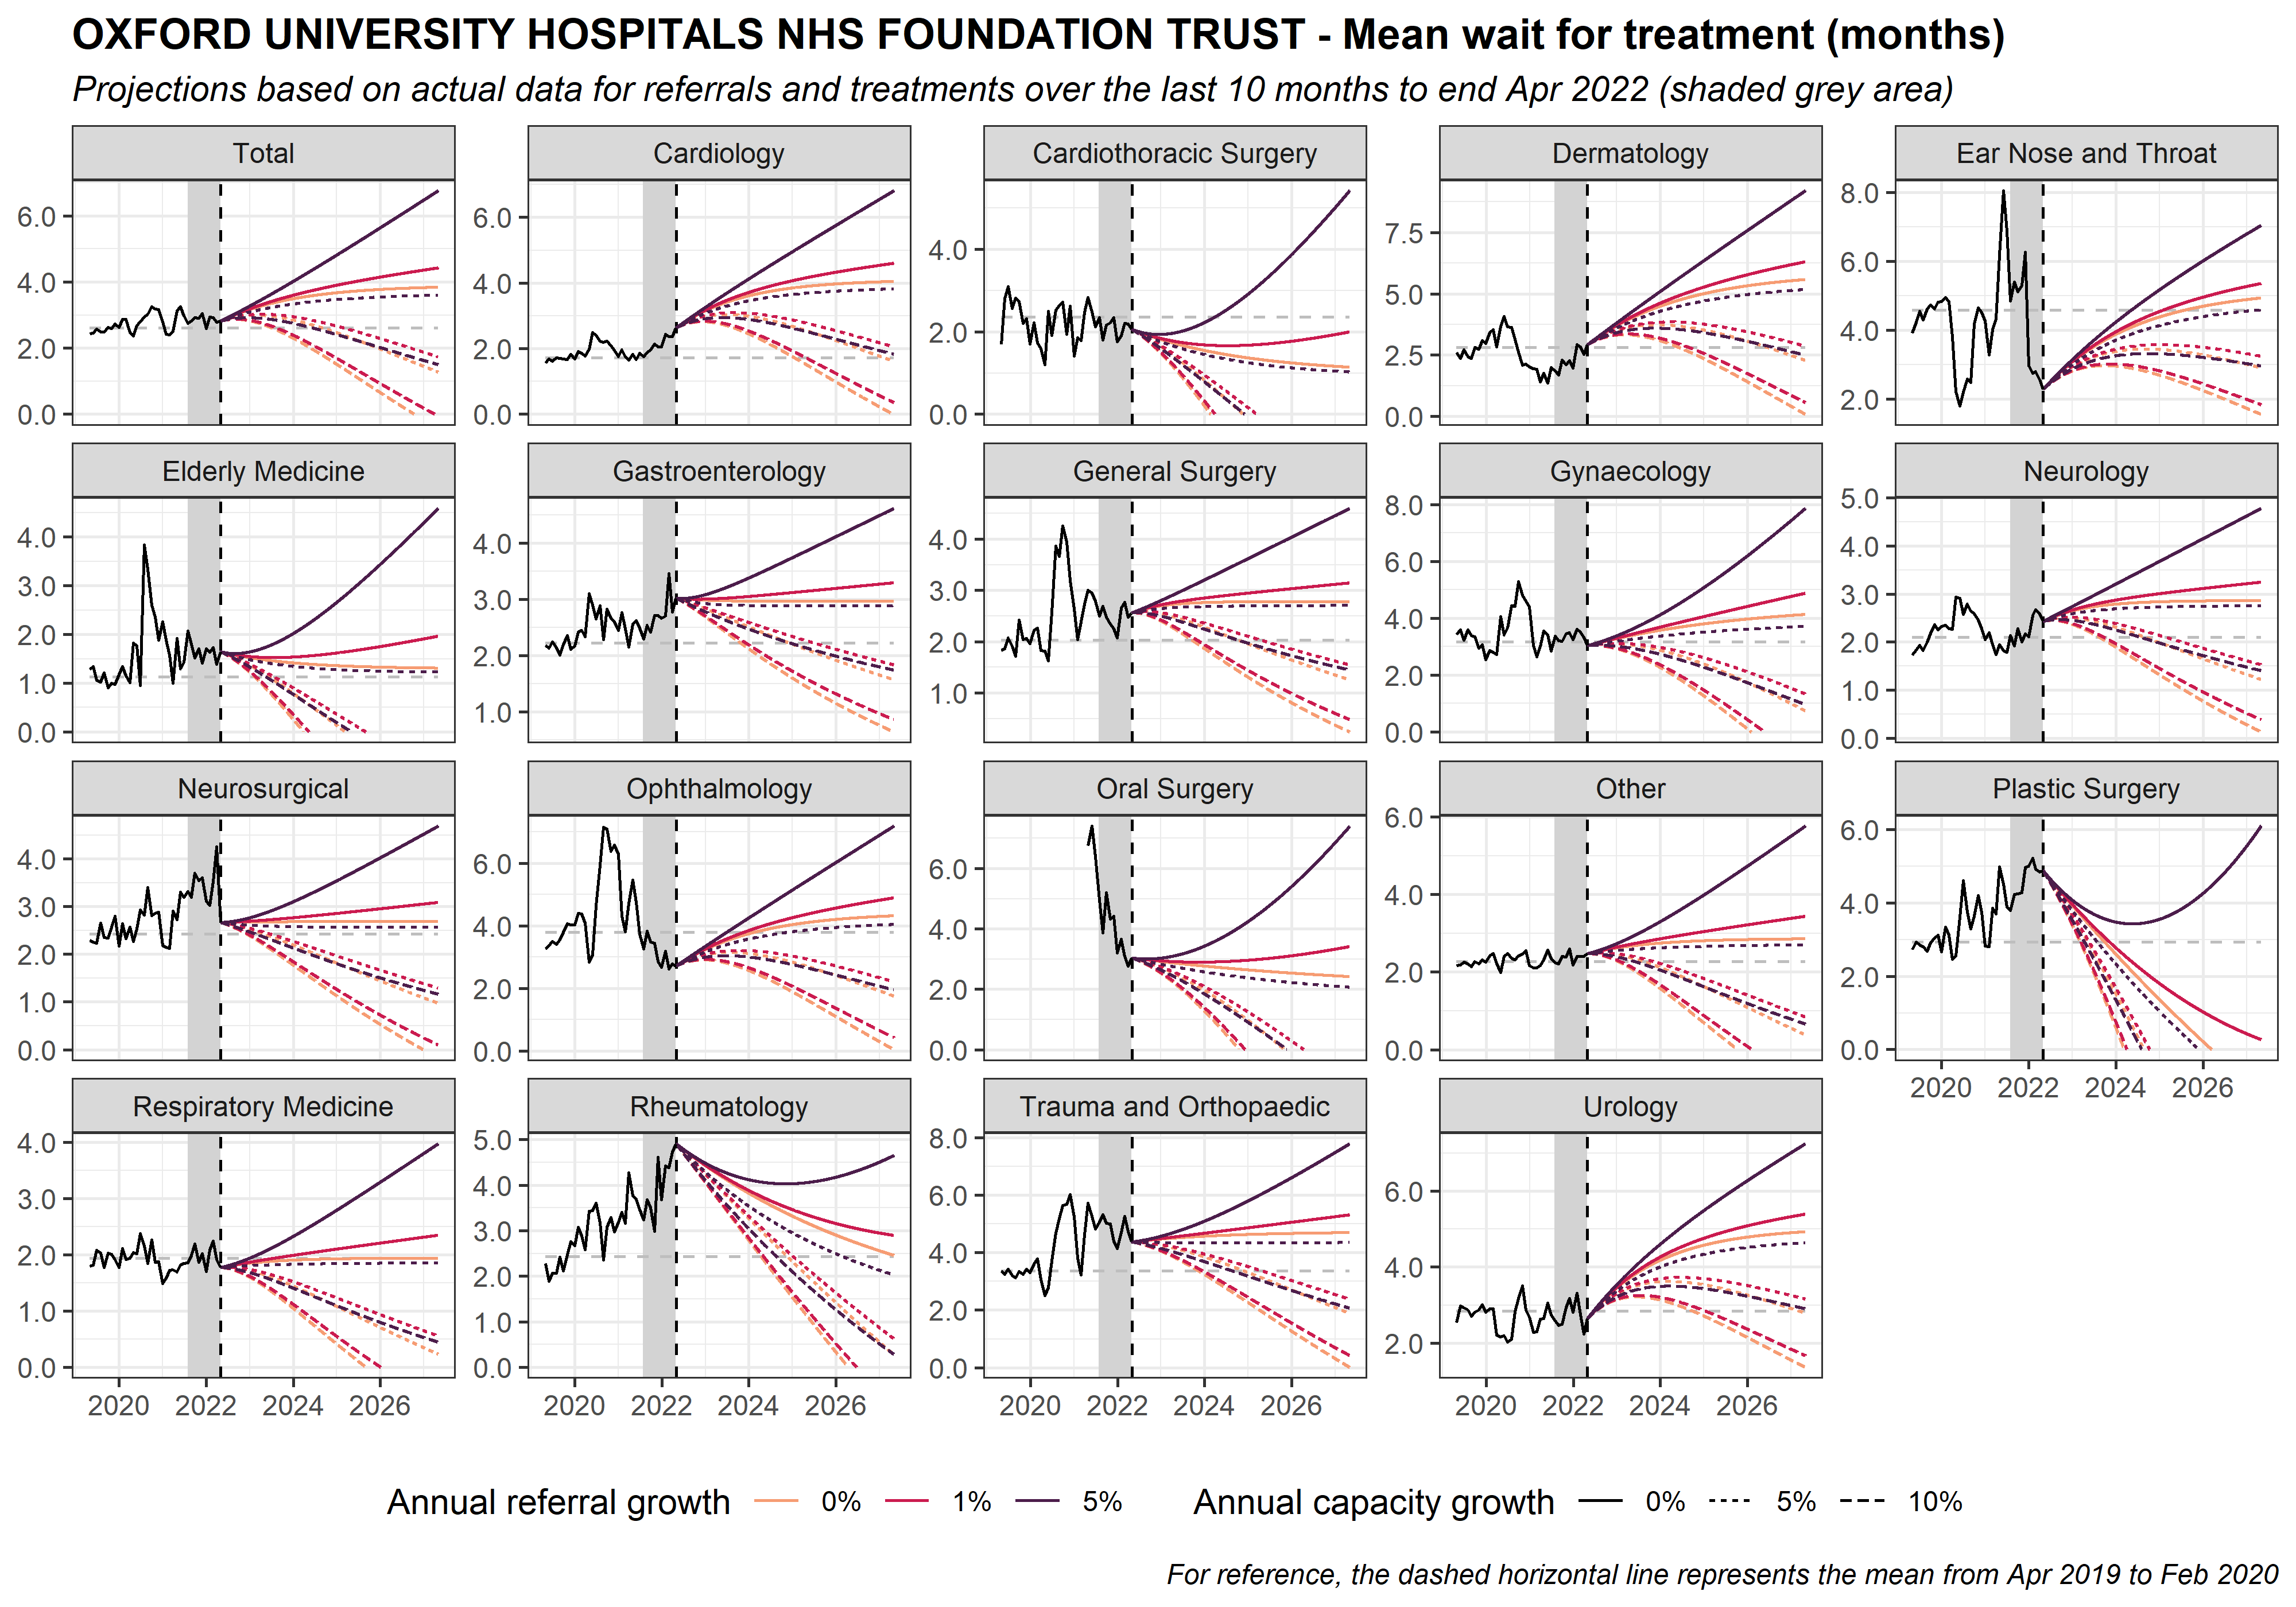 OXFORD UNIVERSITY HOSPITALS NHS FOUNDATION TRUST - Mean wait for treatment (months)
Projections based on actual data for referrals and treatments over the last 10 months to end Apr 2022 (shaded grey area)
Total Cardiology Cardiothoracic Surgery Dermatology Ear Nose and Throat
6.0 4.0 2.0 0.0
6.0 4.0 2.0 0.0
4.0 2.0 0.0
7.5 5.0 2.5 0.0
8.0 6.0 4.0 2.0
Elderly Medicine Gastroenterology General Surgery Gynaecology Neurology
4.0 3.0 2.0 1.0 0.0
4.0 3.0 2.0 1.0
4.0 3.0 2.0 1.0
8.0 6.0 4.0 2.0 0.0
5.0 4.0 3.0 2.0 1.0 0.0
Neurosurgical Ophthalmology Oral Surgery Other Plastic Surgery
4.0 3.0 2.0 1.0 0.0
6.0 4.0 2.0 0.0
6.0 4.0 2.0 0.0
6.0 4.0 2.0 0.0
6.0 4.0 2.0 0.0
2020 2022 2024 2026
Respiratory Medicine Rheumatology Trauma and Orthopaedic Urology
4.0 3.0 2.0 1.0 0.0
5.0 4.0 3.0 2.0 1.0 0.0
8.0 6.0 4.0 2.0 0.0
6.0 4.0 2.0
2020 2022 2024 2026 2020 2022 2024 2026 2020 2022 2024 2026 2020 2022 2024 2026
Annual referral growth 0% 1% 5% Annual capacity growth 0% 5% 10%
For reference, the dashed horizontal line represents the mean from Apr 2019 to Feb 2020